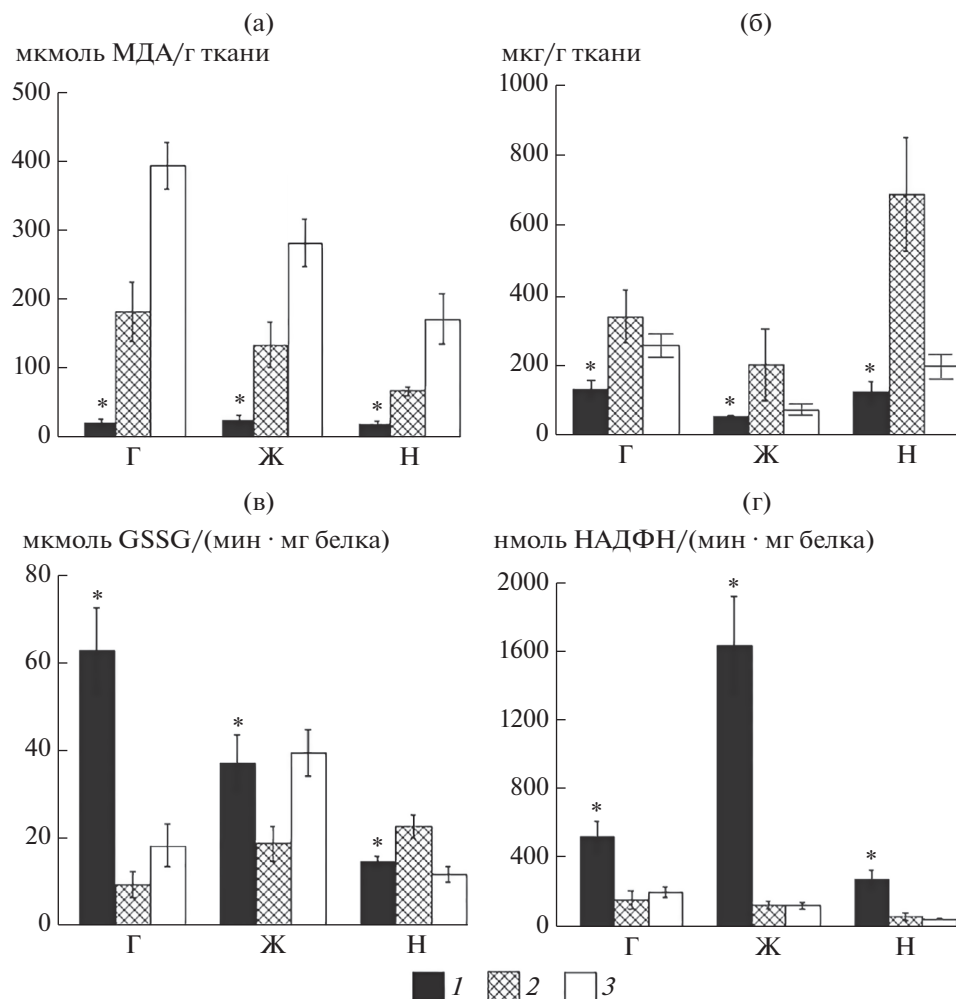 (а)
мкмоль МДА/г ткани
500
400
300
200
100
0
*
*
*
Г
Ж
Н
(б)
мкг/г ткани
1000
800
600
400
200
0
*
*
*
Г
Ж
Н
(в)
мкмоль GSSG/(мин · мг белка)
80
60
40
20
0
*
*
*
Г
Ж
Н
(г)
нмоль НАДФН/(мин · мг белка)
2000
1600
1200
800
400
0
*
*
*
Г
Ж
Н
1 2 3